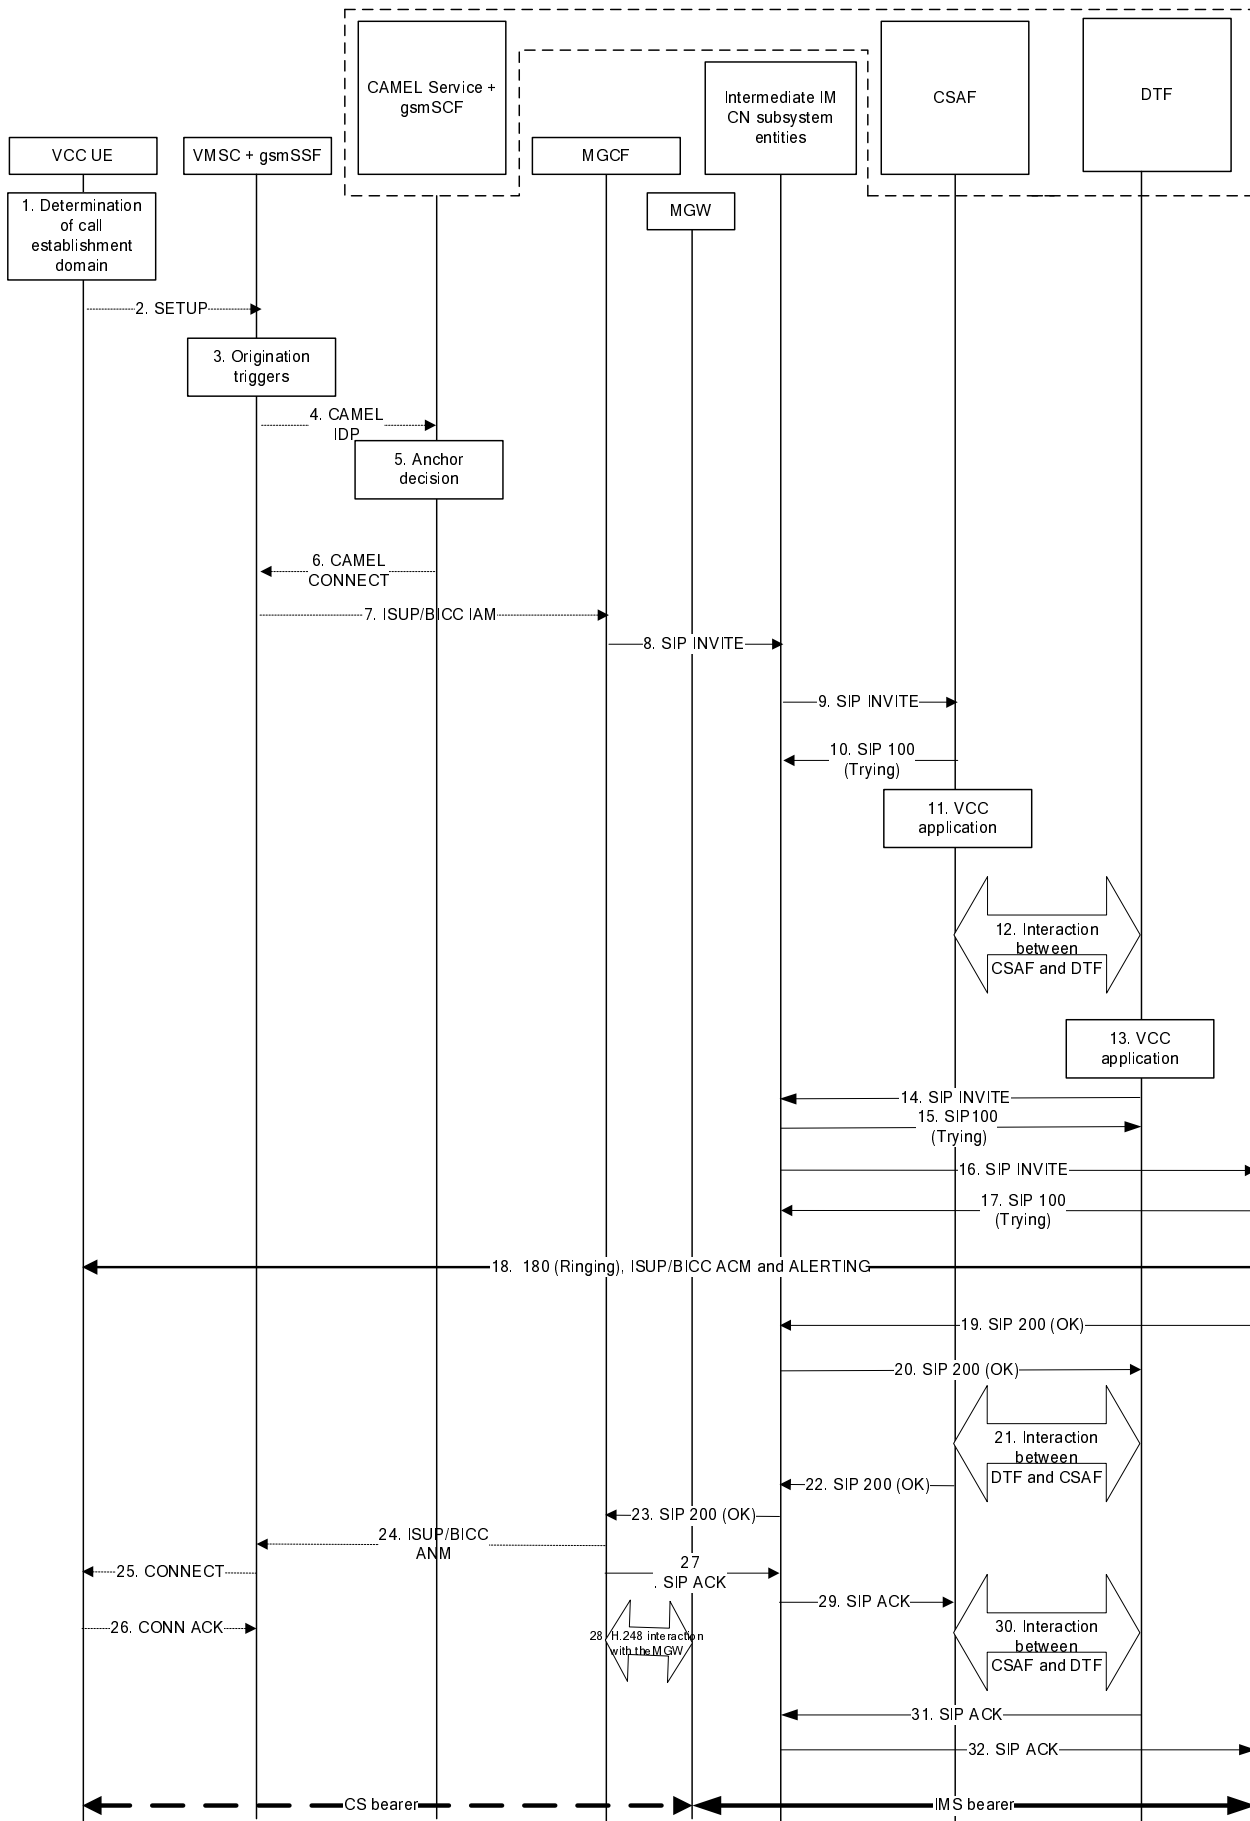 CAMEL Service +
gsmSCF
Intermediate IM
CN subsystem
entities
CSAF
DTF
VCC UE
VMSC + gsmSSF
MGCF
MGW
1. Determination
of call
establishment
domain
2. SETUP
3. Origination
triggers
4. CAMEL
IDP
5. Anchor
decision
6. CAMEL
CONNECT
7. ISUP/BICC IAM
8. SIP INVITE
9. SIP INVITE
10. SIP 100
(Trying)
11. VCC
application
12. Interaction
between
CSAF and DTF
13. VCC
application
14. SIP INVITE
15. SIP100
(Trying)
16. SIP INVITE
17. SIP 100
(Trying)
18. 180 (Ringing), ISUP/BICC ACM and ALERTING
19. SIP 200 (OK)
20. SIP 200 (OK)
21. Interaction
between
DTF and CSAF
22. SIP 200 (OK)
23. SIP 200 (OK)
24. ISUP/BICC
ANM
25. CONNECT
27
. SIP ACK
29. SIP ACK
26. CONN ACK
28 H.248 interaction
with the MGW
30. Interaction
between
CSAF and DTF
31. SIP ACK
32. SIP ACK
CS bearer
IMS bearer